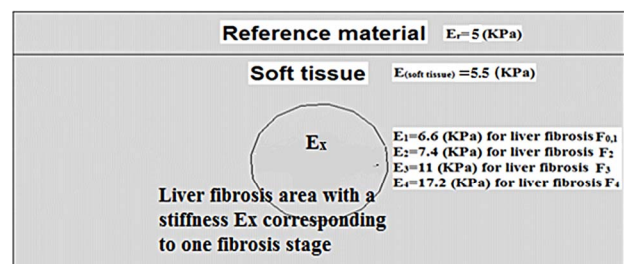 Reference material Er=5 (KPa)
Soft tissue E(soft tissue) =5.5 (KPa)
Ex
E1=6.6 (KPa) for liver fibrosis F0,1
E2=7.4 (KPa) for liver fibrosis F2
E3=11 (KPa) for liver fibrosis F3
E4=17.2 (KPa) for liver fibrosis F4
Liver fibrosis area with a
stiffness Ex corresponding
to one fibrosis stage